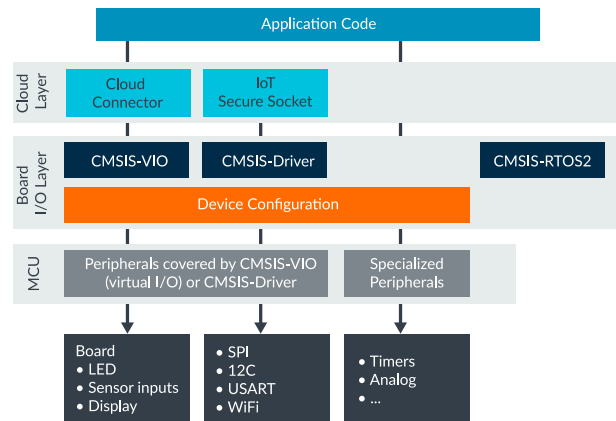 Application Code
Cloud Layer
Cloud
Connector
IoT
Secure Socket
Board
I/O Layer
CMSIS-VIO
CMSIS-Driver
CMSIS-RTOS2
Device Configuration
MCU
Peripherals covered by CMSIS-VIO
(virtual I/O) or CMSIS-Driver
Specialized
Peripherals
Board
• LED
• Sensor inputs
• Display
• SPI
• 12C
• USART
• WiFi
• Timers
• Analog
• ...